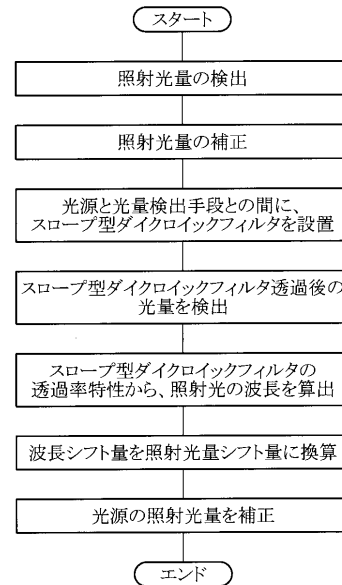 スタート
照射光量の検出
照射光量の補正
光源と光量検出手段との間に、
スロープ型ダイクロイックフィルタを設置
スロープ型ダイクロイックフィルタ透過後の
光量を検出
スロープ型ダイクロイックフィルタの
透過率特性から、照射光の波長を算出
波長シフト量を照射光量シフト量に換算
光源の照射光量を補正
エンド